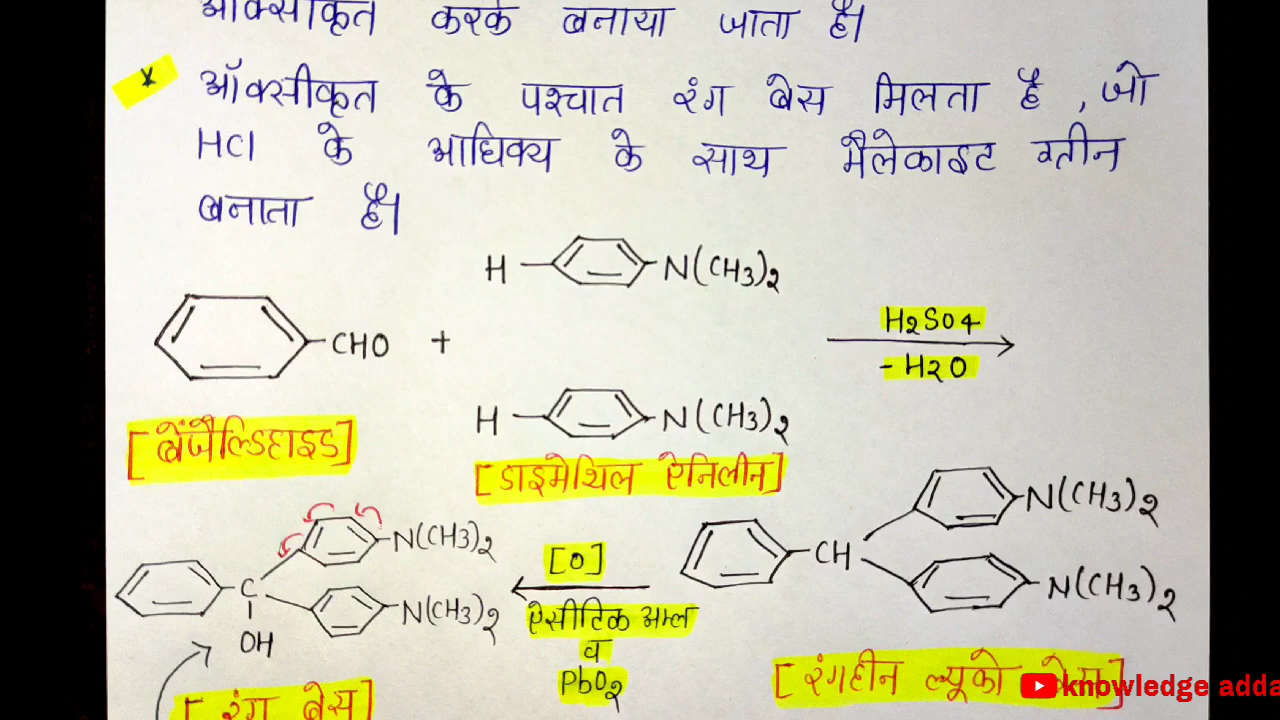 ऑक्सीकृत करके बनाया जाता है।
* ऑक्सीकृत के पश्चात रंग बेस मिलता है , जो
HCl के आधिक्य के साथ मैलेकाइट ग्रीन
बनाता है।
H N(CH3)2
CHO +
H2SO4
- H2O
H N(CH3)2
[बेंजैल्डिहाइड]
[डाइमेथिल ऐनिलीन]
N(CH3)2
CH
N(CH3)2
[रंगहीन ल्यूको बेस]
[O]
ऐसीटिक अम्ल
व
PbO2
N(CH3)2
C
N(CH3)2
OH
[रंग बेस]
knowledge adda